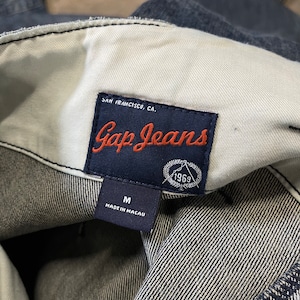 SAN FRANCISCO, CA.
Gap Jeans
1969
M
MADE IN MACAU